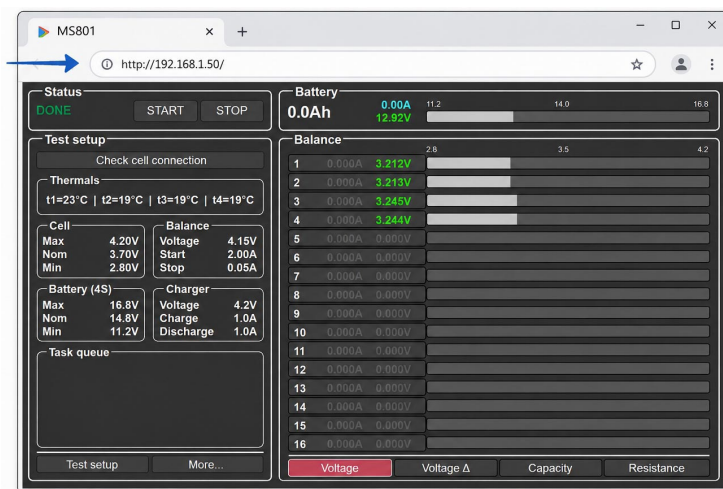 MS801
http://192.168.1.50/
Status
DONE START STOP
Test setup
Check cell connection
Thermals
t1=23°C | t2=19°C | t3=19°C | t4=19°C
Cell
Max 4.20V
Nom 3.70V
Min 2.80V
Balance
Voltage 4.15V
Start 2.00A
Stop 0.05A
Battery (4S)
Max 16.8V
Nom 14.8V
Min 11.2V
Charger
Voltage 4.2V
Charge 1.0A
Discharge 1.0A
Task queue
Test setup More...
Battery
0.0Ah 0.00A 12.92V
11.2 14.0 16.8
Balance
2.8 3.5 4.2
1 0.000A 3.212V
2 0.000A 3.213V
3 0.000A 3.245V
4 0.000A 3.244V
5 0.000A 0.000V
6 0.000A 0.000V
7 0.000A 0.000V
8 0.000A 0.000V
9 0.000A 0.000V
10 0.000A 0.000V
11 0.000A 0.000V
12 0.000A 0.000V
13 0.000A 0.000V
14 0.000A 0.000V
15 0.000A 0.000V
16 0.000A 0.000V
Voltage Voltage Δ Capacity Resistance